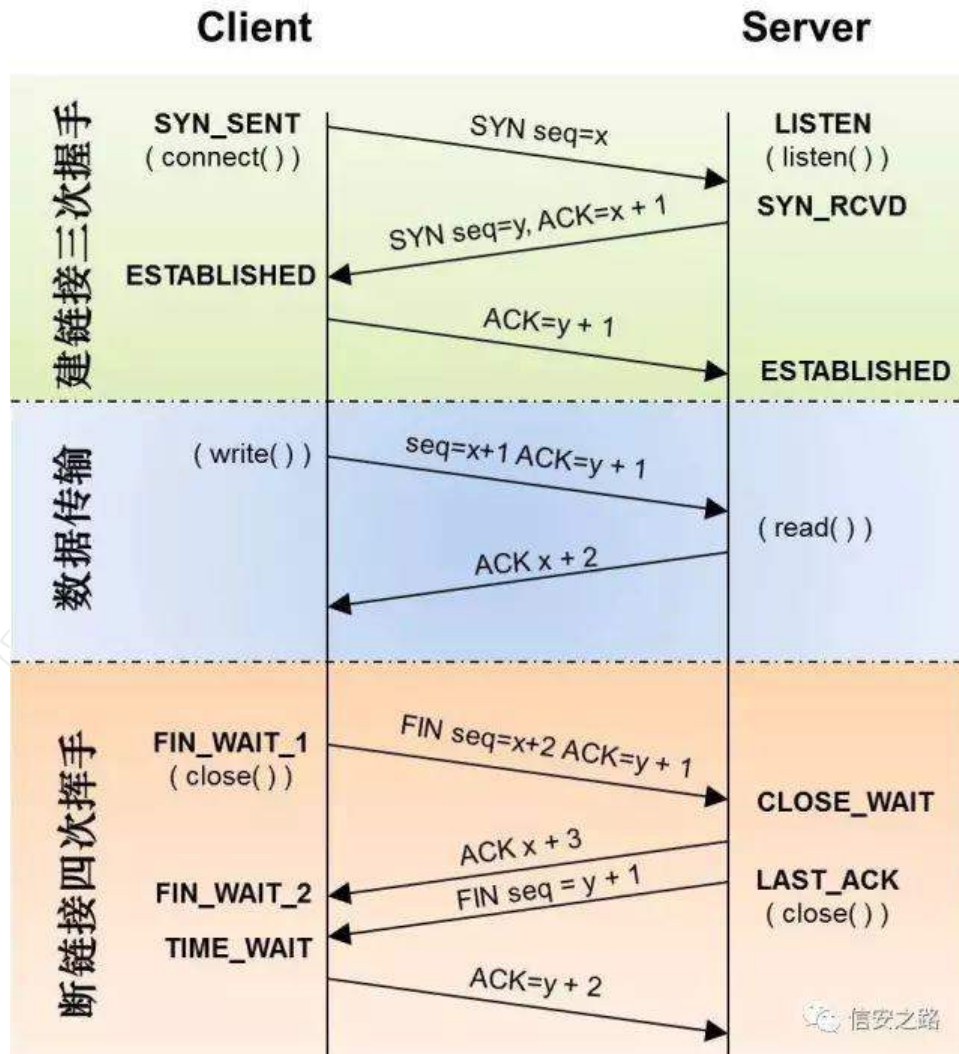 Client
Server
建链接三次握手
SYN_SENT
( connect( ) )
SYN seq=x
LISTEN
( listen( ) )
SYN_RCVD
SYN seq=y, ACK=x + 1
ESTABLISHED
ACK=y + 1
ESTABLISHED
数据传输
( write( ) )
seq=x+1 ACK=y + 1
( read( ) )
ACK x + 2
断链接四次挥手
FIN_WAIT_1
( close( ) )
FIN seq=x+2 ACK=y + 1
CLOSE_WAIT
ACK x + 3
FIN_WAIT_2
FIN seq = y + 1
LAST_ACK
( close( ) )
TIME_WAIT
ACK=y + 2
信安之路